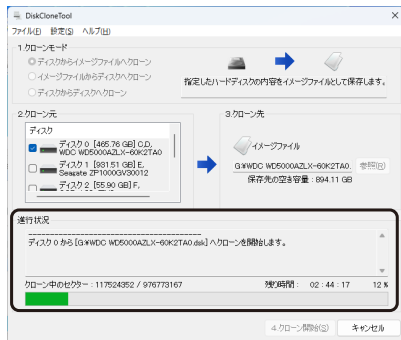 DiskCloneTool
ファイル(F) 設定(S) ヘルプ(H)
1.クローンモード
ディスクからイメージファイルへクローン
イメージファイルからディスクへクローン
ディスクからディスクへクローン
指定したハードディスクの内容をイメージファイルとして保存します。
2.クローン元
ディスク
ディスク 0 [465.76 GB] C,D,
WDC WD5000AZLX-60K2TA0
ディスク 1 [931.51 GB] E,
Seagate ZP1000GV30012
ディスク 2 [55.90 GB] F,
3.クローン先
イメージファイル
G:¥WDC WD5000AZLX-60K2TA0. 参照(R)
保存先の空き容量 : 894.11 GB
進行状況
----------------------------
ディスク 0 から [G:¥WDC WD5000AZLX-60K2TA0.dsk] へクローンを開始します。
クローン中のセクター : 117524352 / 976773167 残り時間 : 02 : 44 : 17 12 %
4.クローン開始(S) キャンセル